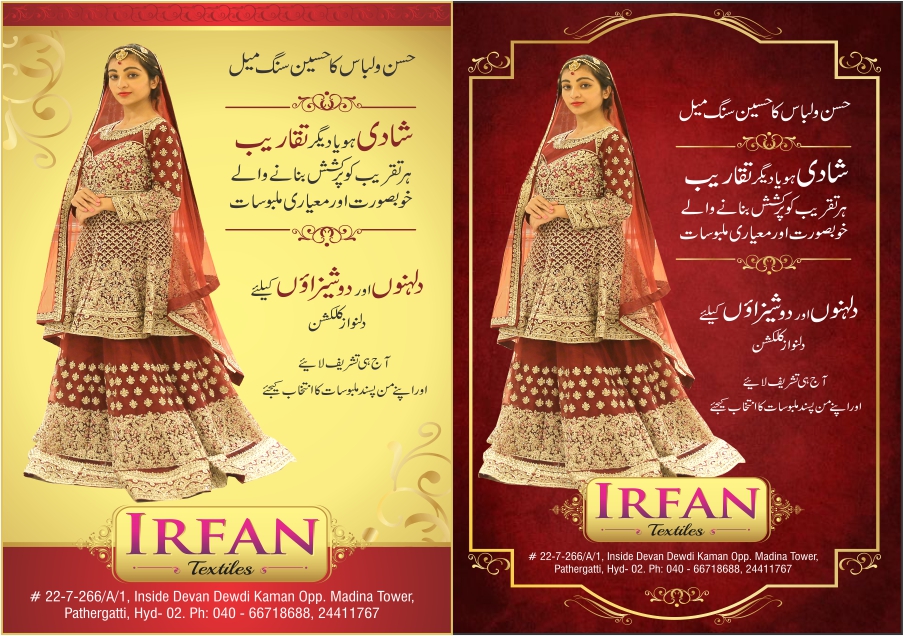 حسن ولباس کا حسین سنگ میل
شادی ہو یا دیگر تقاریب
ہر تقریب کو پرکشش بنانے والے
خوبصورت اور معیاری ملبوسات
دلہنوں اور دوشیزاؤں کیلئے
دلنواز کلکشن
آج ہی تشریف لائیے
اور اپنے من پسند ملبوسات کا انتخاب کیجئے
IRFAN
Textiles
# 22-7-266/A/1, Inside Devan Dewdi Kaman Opp. Madina Tower,
Pathergatti, Hyd- 02. Ph: 040 - 66718688, 24411767
حسن ولباس کا حسین سنگ میل
شادی ہو یا دیگر تقاریب
ہر تقریب کو پرکشش بنانے والے
خوبصورت اور معیاری ملبوسات
دلہنوں اور دوشیزاؤں کیلئے
دلنواز کلکشن
آج ہی تشریف لائیے
اور اپنے من پسند ملبوسات کا انتخاب کیجئے
IRFAN
Textiles
# 22-7-266/A/1, Inside Devan Dewdi Kaman Opp. Madina Tower,
Pathergatti, Hyd- 02. Ph: 040 - 66718688, 24411767